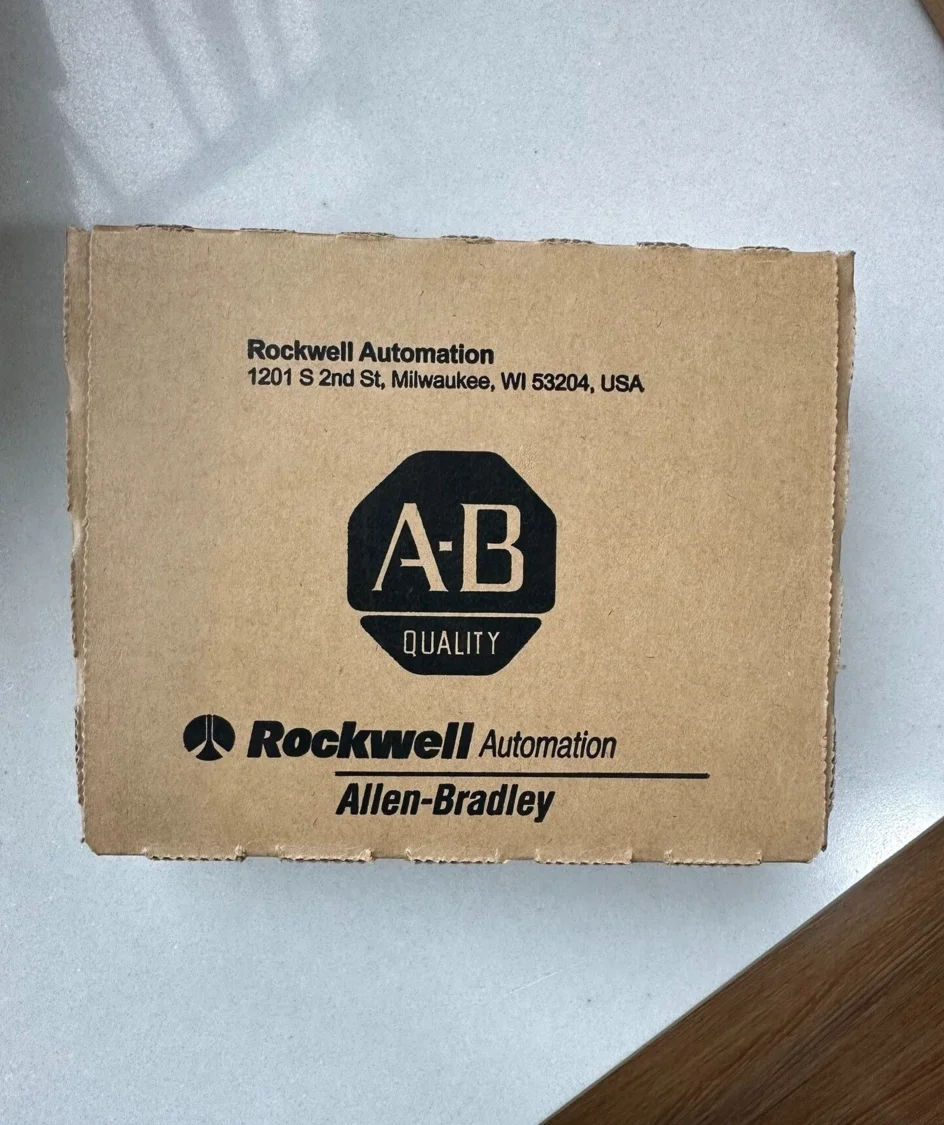 Rockwell Automation
1201 S 2nd St, Milwaukee, WI 53204, USA
A-B
QUALITY
Rockwell Automation
Allen-Bradley